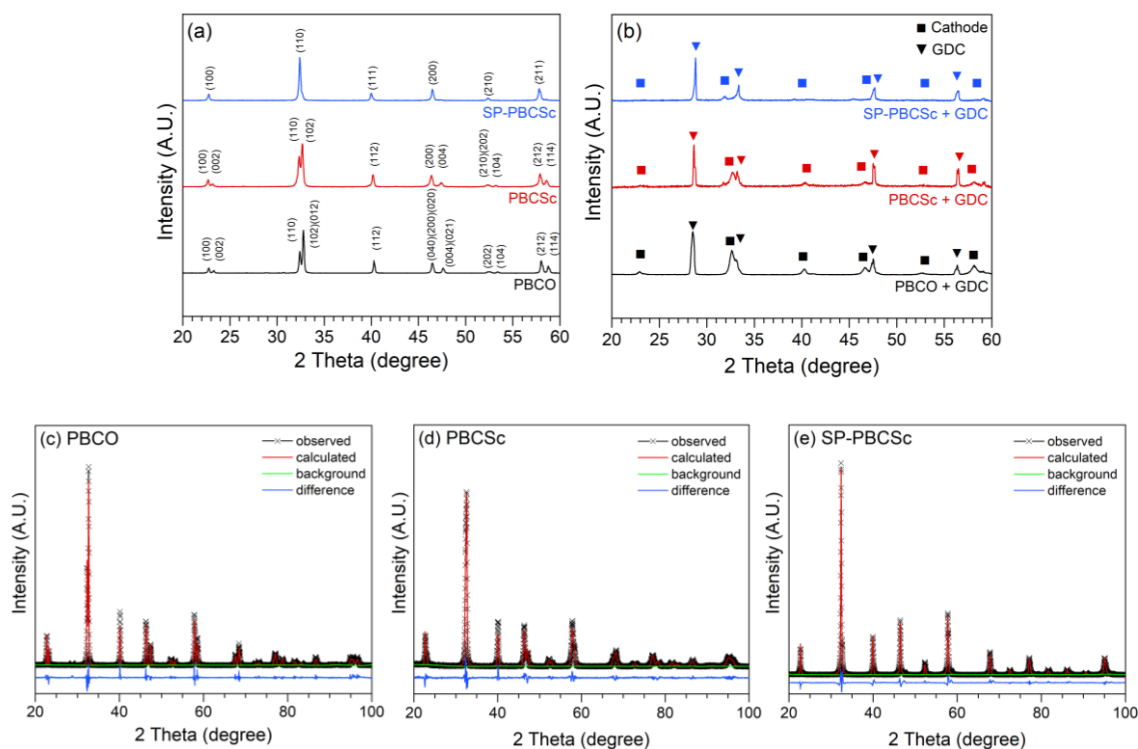 (a)
(100)
(110)
(111)
(200)
(210)
(211)
SP-PBCSc
(100)
(002)
(110)
(102)
(112)
(200)
(004)
(210)(202)
(104)
(212)
(114)
PBCSc
(100)
(002)
(110)
(102)(012)
(112)
(040)(200)(020)
(004)(021)
(202)
(104)
(212)
(114)
PBCO
Intensity (A.U.)
20 25 30 35 40 45 50 55 60
2 Theta (degree)
(b)
■ Cathode
▼ GDC
SP-PBCSc + GDC
PBCSc + GDC
PBCO + GDC
Intensity (A.U.)
20 25 30 35 40 45 50 55 60
2 Theta (degree)
(c) PBCO
observed
calculated
background
difference
Intensity (A.U.)
20 40 60 80 100
2 Theta (degree)
(d) PBCSc
observed
calculated
background
difference
Intensity (A.U.)
20 40 60 80 100
2 Theta (degree)
(e) SP-PBCSc
observed
calculated
background
difference
Intensity (A.U.)
20 40 60 80 100
2 Theta (degree)